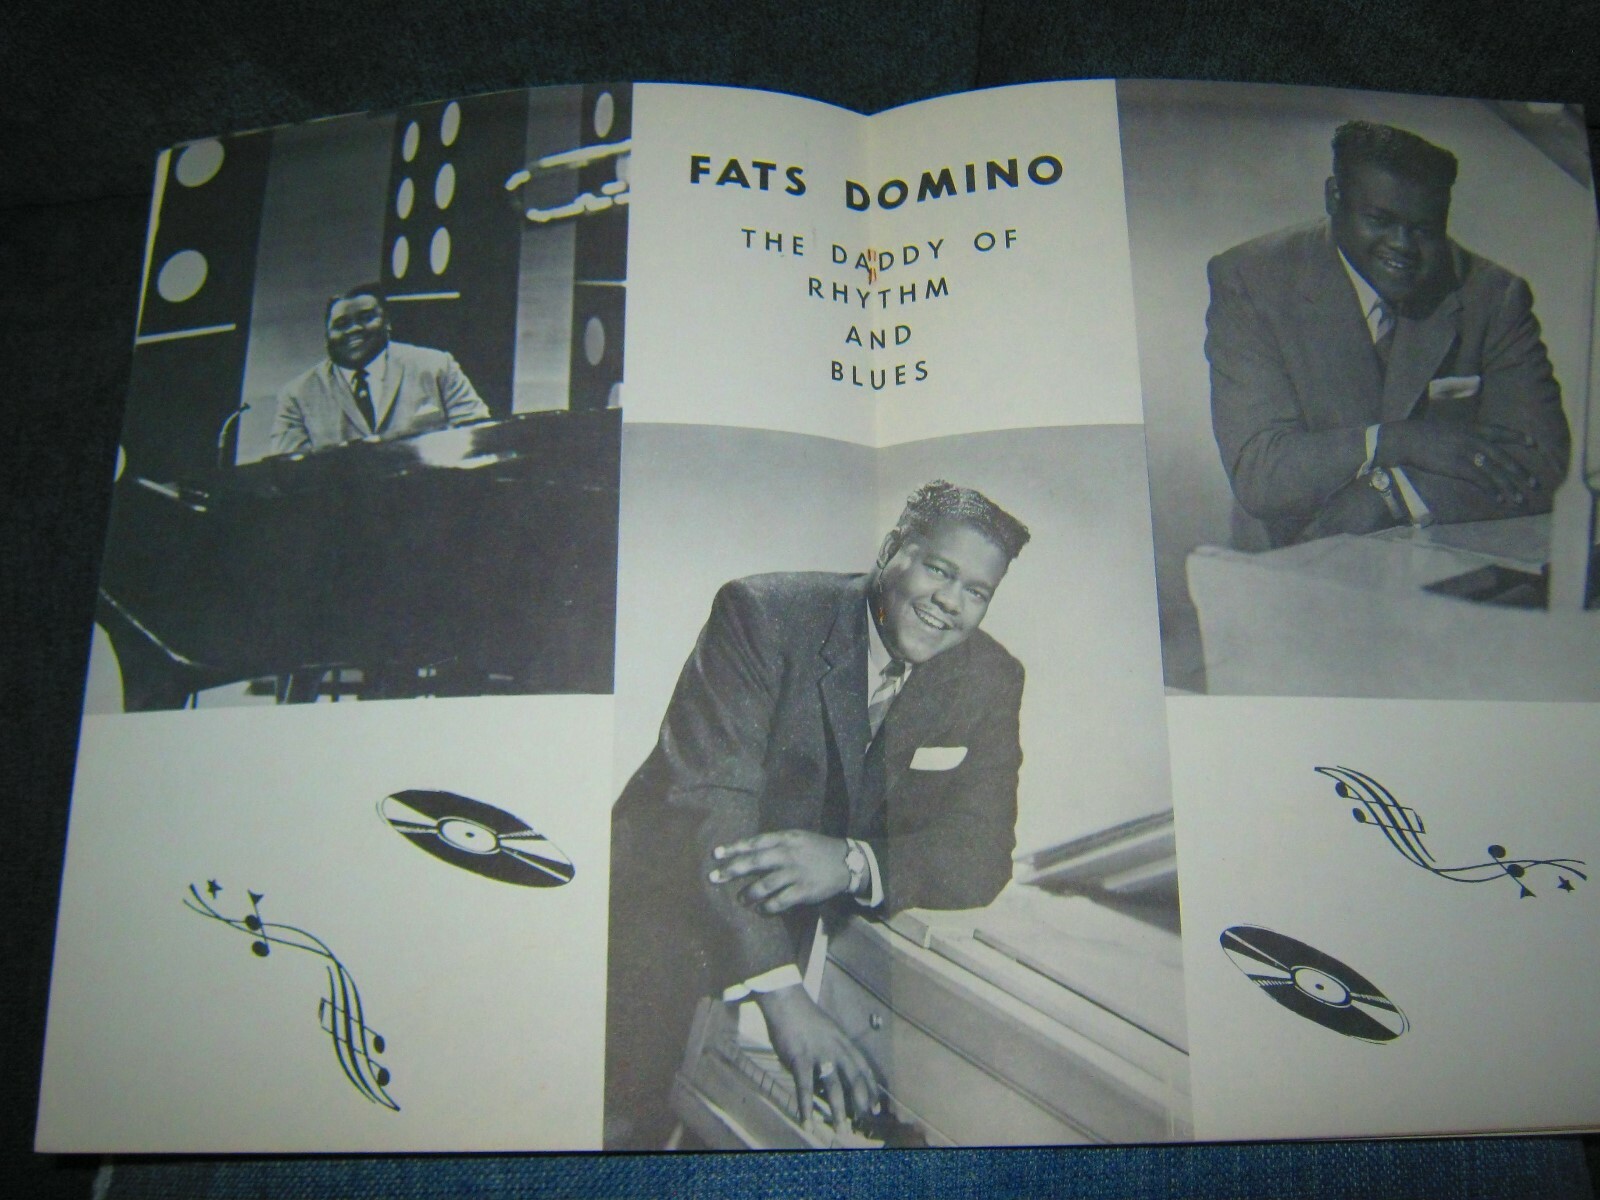 FATS DOMINO
THE DADDY OF
RHYTHM
AND
BLUES